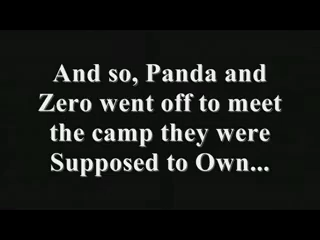 And so, Panda and
Zero went off to meet
the camp they were
Supposed to Own...